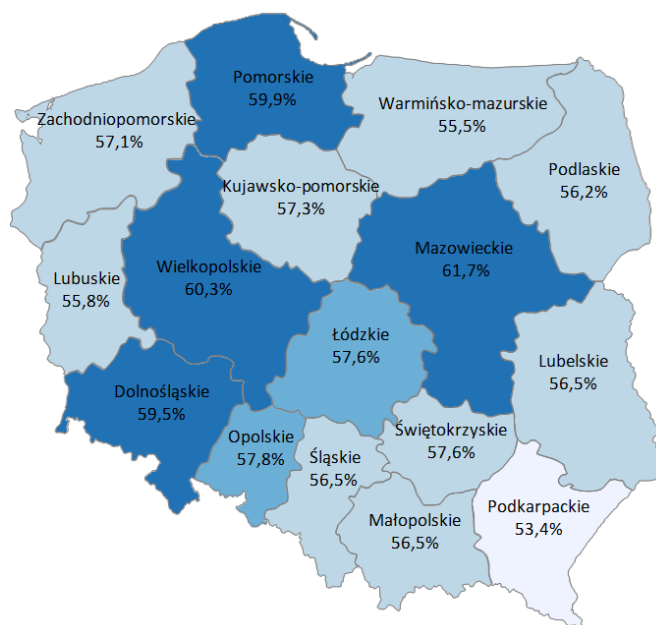 Pomorskie
59,9%
Zachodniopomorskie
57,1%
Warmińsko-mazurskie
55,5%
Podlaskie
56,2%
Kujawsko-pomorskie
57,3%
Mazowieckie
61,7%
Wielkopolskie
60,3%
Lubuskie
55,8%
Łódzkie
57,6%
Lubelskie
56,5%
Dolnośląskie
59,5%
Opolskie
57,8%
Śląskie
56,5%
Świętokrzyskie
57,6%
Małopolskie
56,5%
Podkarpackie
53,4%